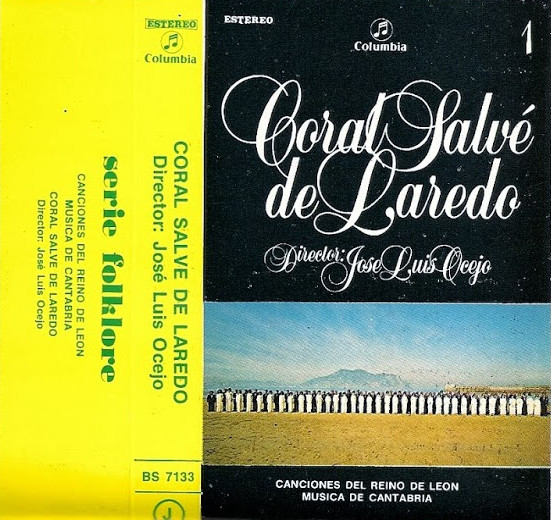 ESTEREO
Columbia
CORAL SALVE DE LAREDO
Director: José Luis Ocejo
serie folklore
CANCIONES DEL REINO DE LEON
MUSICA DE CANTABRIA
CORAL SALVE DE LAREDO
Director: José Luis Ocejo
BS 7133
J
ESTEREO
Columbia
1
Coral Salvé
de Laredo
Director: Jose Luis Ocejo
CANCIONES DEL REINO DE LEON
MUSICA DE CANTABRIA